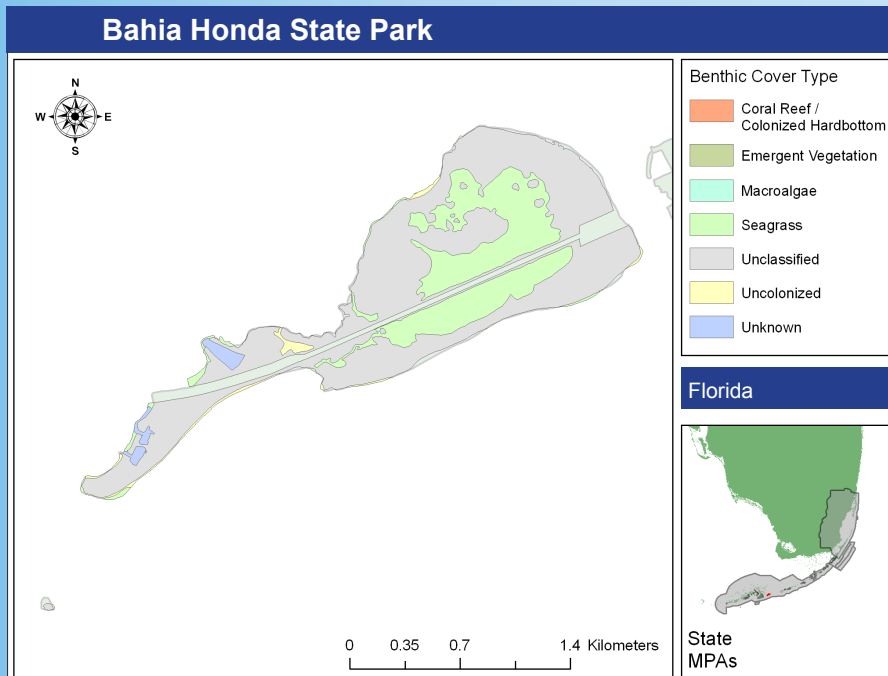 Bahia Honda State Park
N
W E
S
Benthic Cover Type
Coral Reef /
Colonized Hardbottom
Emergent Vegetation
Macroalgae
Seagrass
Unclassified
Uncolonized
Unknown
Florida
0 0.35 0.7 1.4 Kilometers
State
MPAs